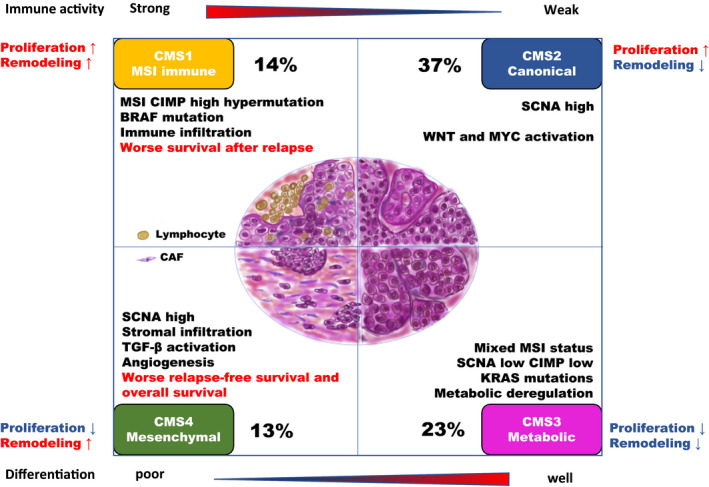 Immune activity Strong Weak
Proliferation ↑
Remodeling ↑
CMS1
MSI immune
14%
37%
CMS2
Canonical
Proliferation ↑
Remodeling ↓
MSI CIMP high hypermutation
BRAF mutation
Immune infiltration
Worse survival after relapse
SCNA high
WNT and MYC activation
Lymphocyte
CAF
SCNA high
Stromal infiltration
TGF-β activation
Angiogenesis
Worse relapse-free survival and
overall survival
Mixed MSI status
SCNA low CIMP low
KRAS mutations
Metabolic deregulation
Proliferation ↓
Remodeling ↑
CMS4
Mesenchymal
13%
23%
CMS3
Metabolic
Proliferation ↓
Remodeling ↓
Differentiation poor well